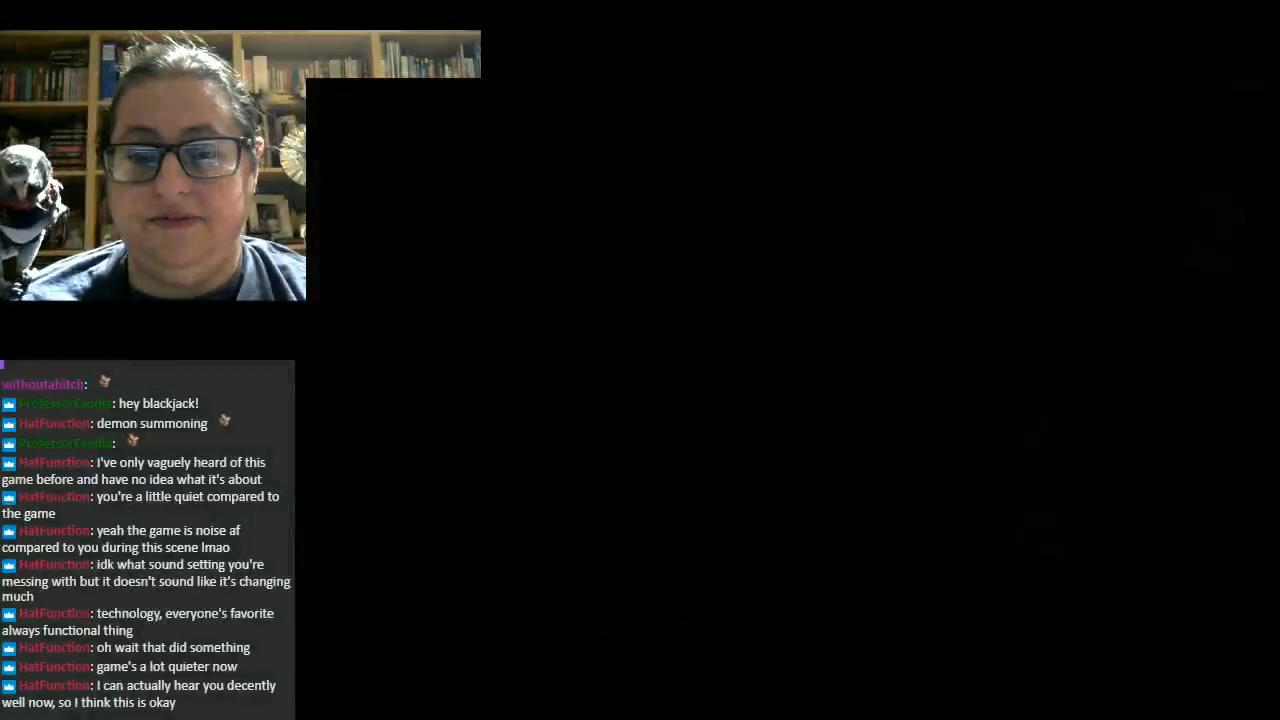 withoutahitch:
ProfessorExodia: hey blackjack!
HatFunction: demon summoning
ProfessorExodia:
HatFunction: I've only vaguely heard of this
game before and have no idea what it's about
HatFunction: you're a little quiet compared to
the game
HatFunction: yeah the game is noise af
compared to you during this scene lmao
HatFunction: idk what sound setting you're
messing with but it doesn't sound like it's changing
much
HatFunction: technology, everyone's favorite
always functional thing
HatFunction: oh wait that did something
HatFunction: game's a lot quieter now
HatFunction: I can actually hear you decently
well now, so I think this is okay